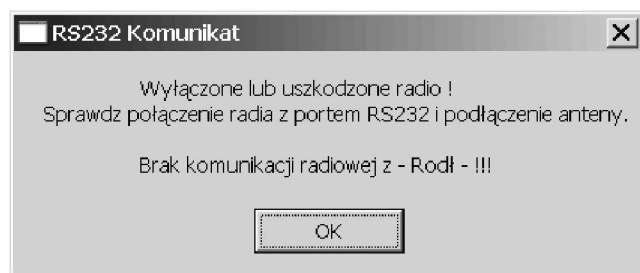 RS232 Komunikat
Wyłączone lub uszkodzone radio !
Sprawdz połączenie radia z portem RS232 i podłączenie anteny.
Brak komunikacji radiowej z - Rodł - !!!
OK